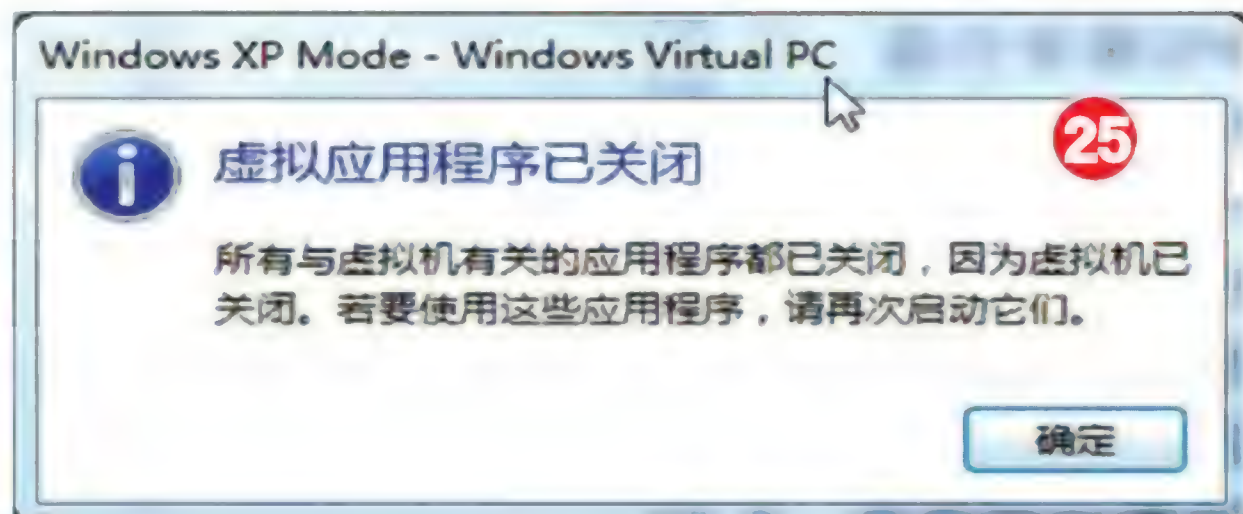 Windows XP Mode - Windows Virtual PC
25
虚拟应用程序已关闭
所有与虚拟机有关的应用程序都已关闭，因为虚拟机已
关闭。若要使用这些应用程序，请再次启动它们。
确定